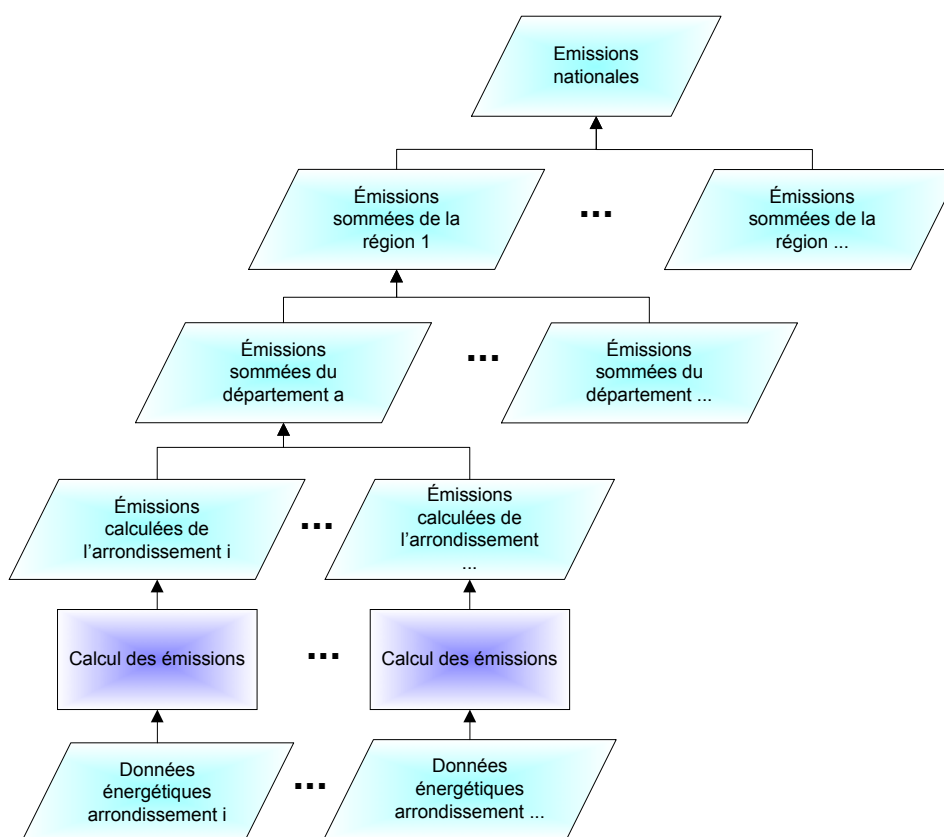 Emissions
nationales
Émissions
sommées de la
région 1
...
Émissions
sommées de la
région ...
Émissions
sommées du
département a
...
Émissions
sommées du
département ...
Émissions
calculées de
l'arrondissement i
...
Émissions
calculées de
l'arrondissement
...
Calcul des émissions
...
Calcul des émissions
Données
énergétiques
arrondissement i
...
Données
énergétiques
arrondissement ...